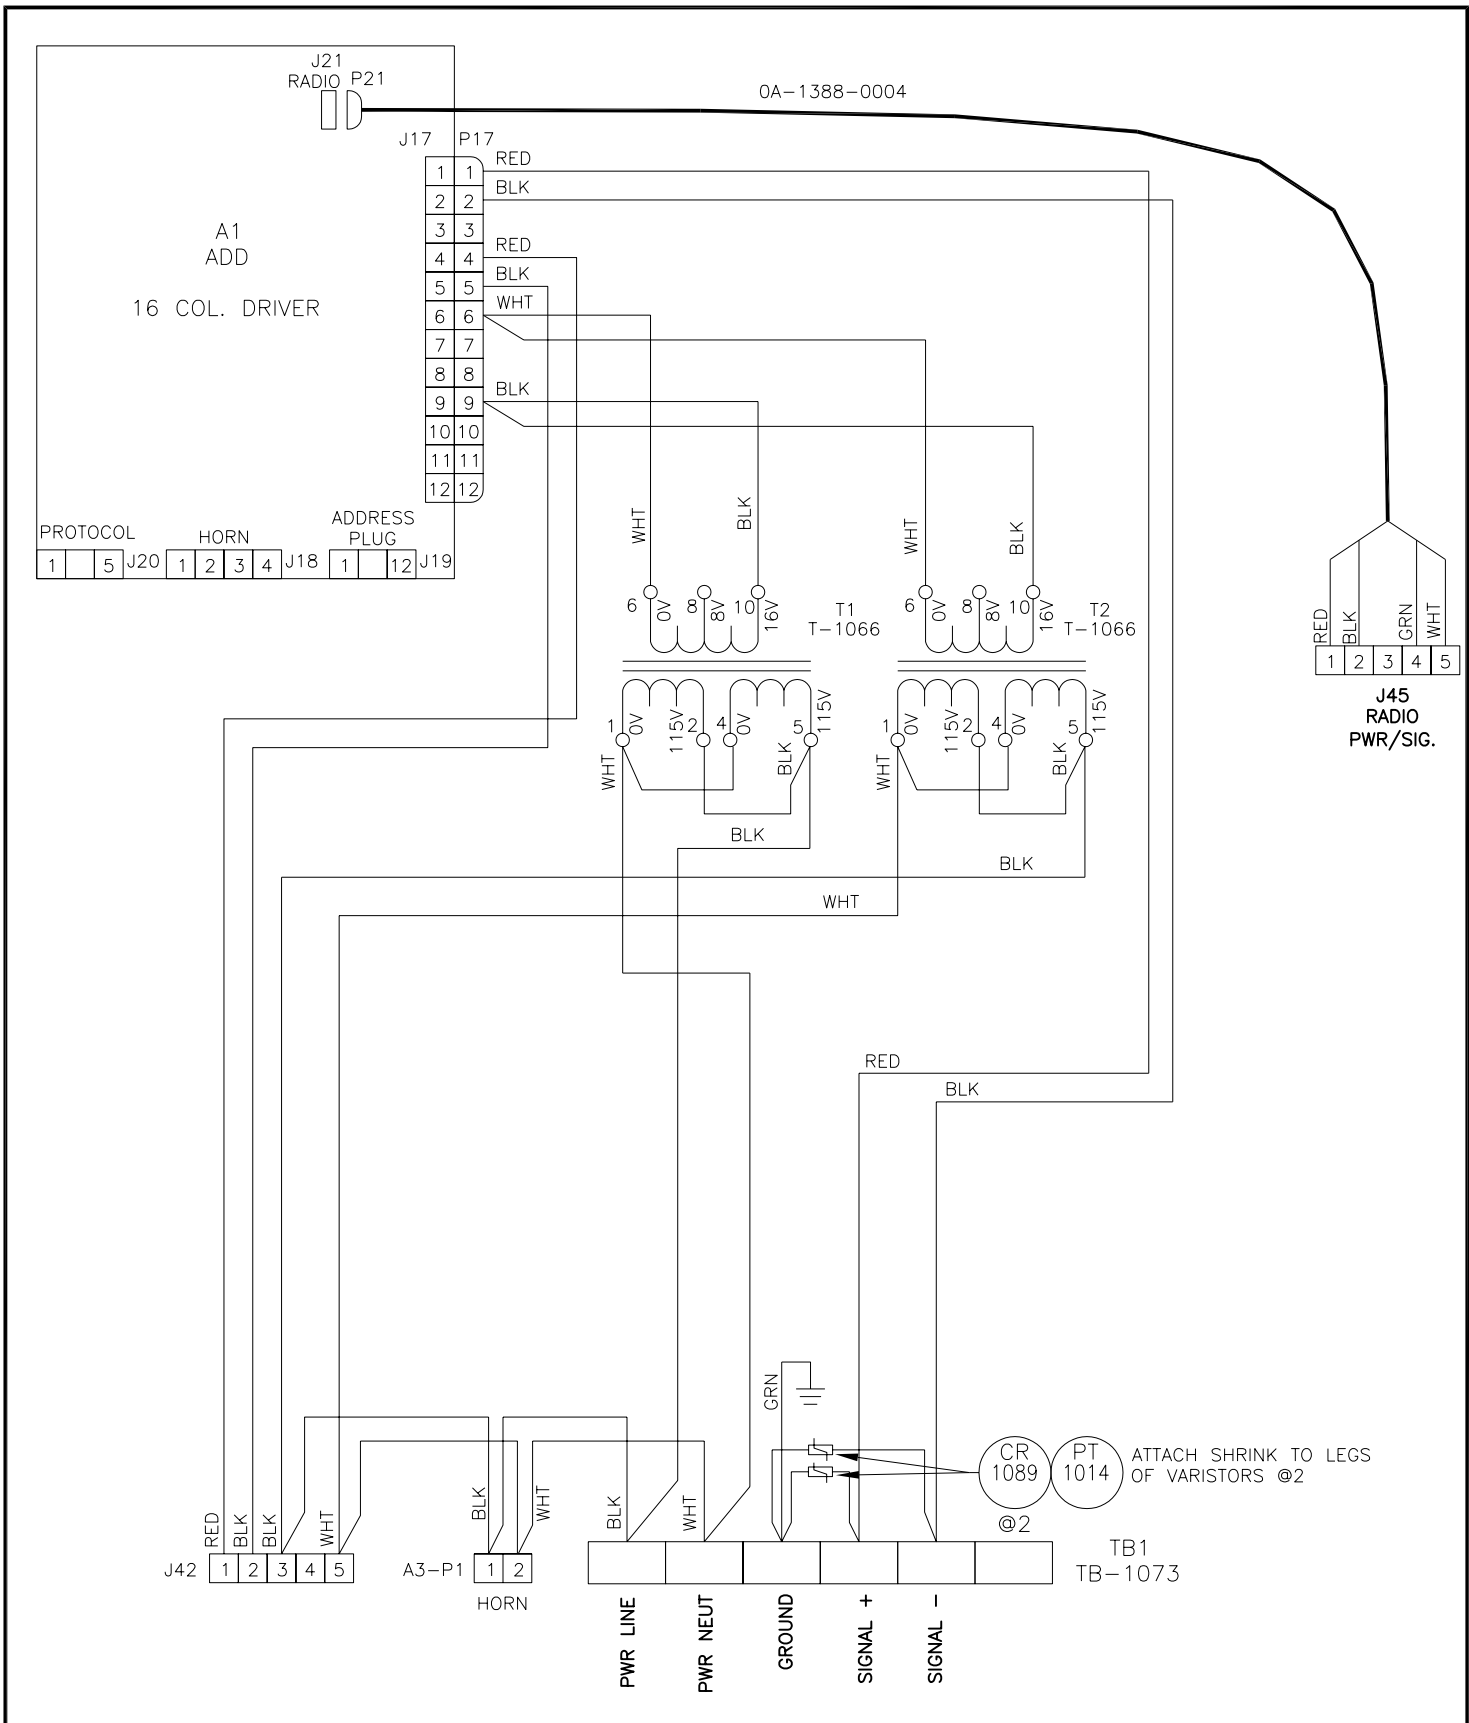 J21
RADIO P21
0A-1388-0004
J17 P17
1 1 RED
2 2 BLK
3 3
4 4 RED
5 5 BLK
6 6 WHT
7 7
8 8
9 9 BLK
10 10
11 11
12 12
A1
ADD
16 COL. DRIVER
PROTOCOL
1 5 J20
HORN
1 2 3 4 J18
ADDRESS
PLUG
1 12 J19
WHT
BLK
WHT
BLK
6 0V 8 8V 10 16V
T1
T-1066
6 0V 8 8V 10 16V
T2
T-1066
1 0V 115V 2 4 0V 5 115V
1 0V 115V 2 4 0V 5 115V
WHT
BLK
WHT
BLK
BLK
BLK
WHT
RED
BLK
GRN
WHT
1 2 3 4 5
J45
RADIO
PWR/SIG.
RED
BLK
GRN
CR
1089
PT
1014
ATTACH SHRINK TO LEGS
OF VARISTORS @2
@2
RED
BLK
BLK
WHT
J42 1 2 3 4 5
BLK
WHT
A3-P1 1 2
HORN
BLK
WHT
TB1
TB-1073
PWR LINE
PWR NEUT
GROUND
SIGNAL +
SIGNAL -